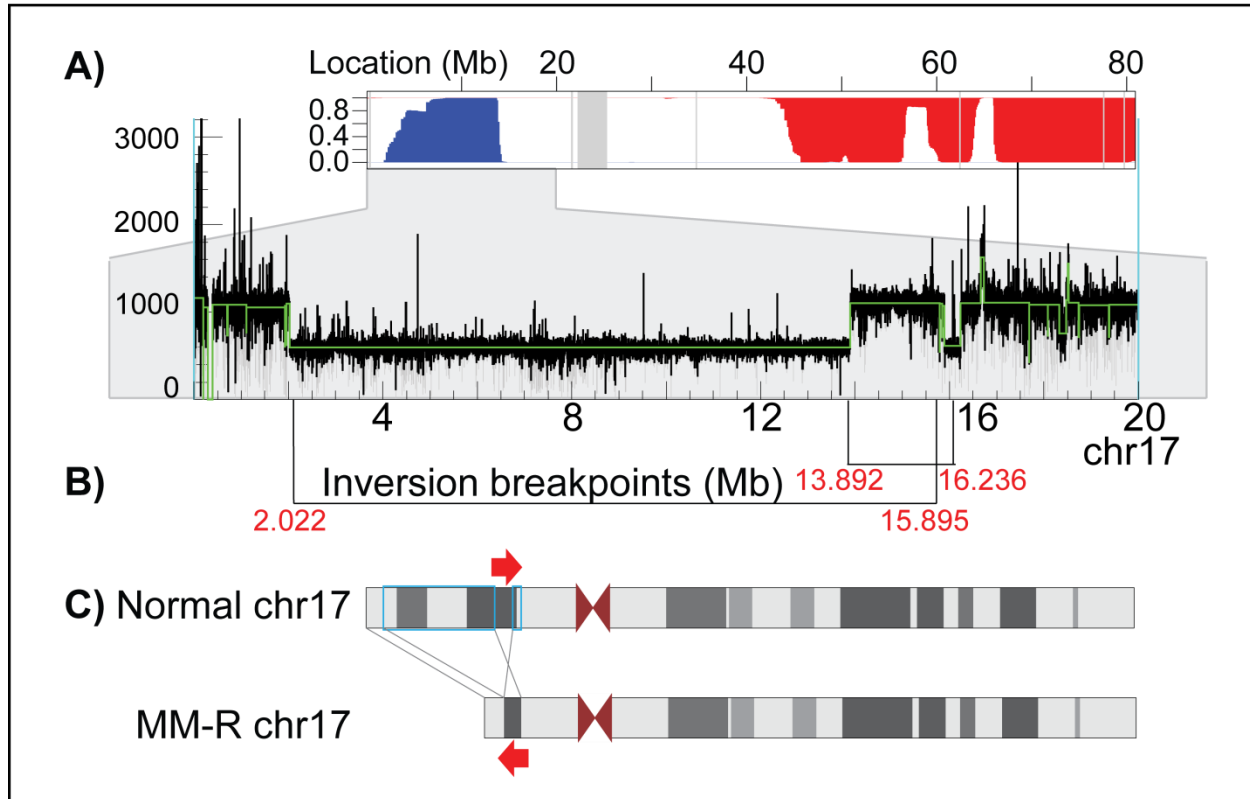 A)
Location (Mb) 20 40 60 80
0.8
0.4
0.0
3000
2000
1000
0
4 8 12 16 20
chr17
B) Inversion breakpoints (Mb) 13.892 16.236
2.022 15.895
C) Normal chr17
MM-R chr17